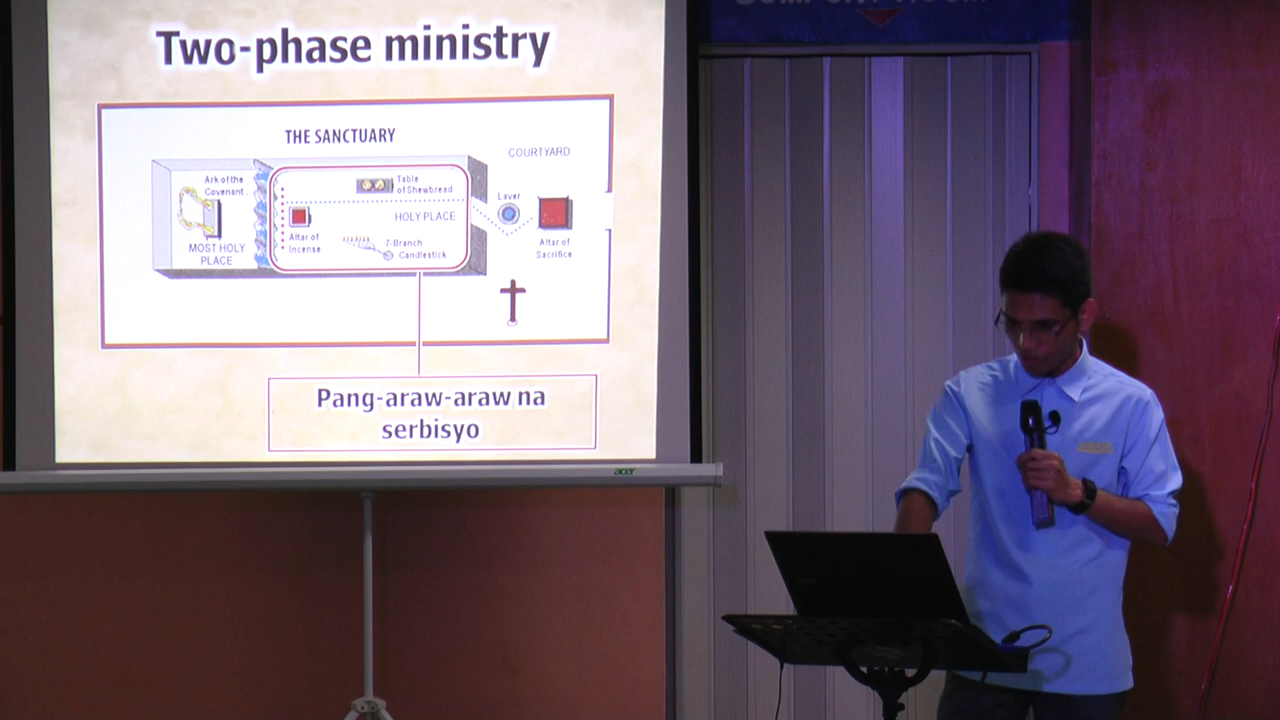 Two-phase ministry
THE SANCTUARY
COURTYARD
Ark of the
Covenant
Table
of Shewbread
Laver
HOLY PLACE
MOST HOLY
PLACE
Altar of
Incense
7-Branch
Candlestick
Altar of
Sacrifice
Pang-araw-araw na
serbisyo
acer